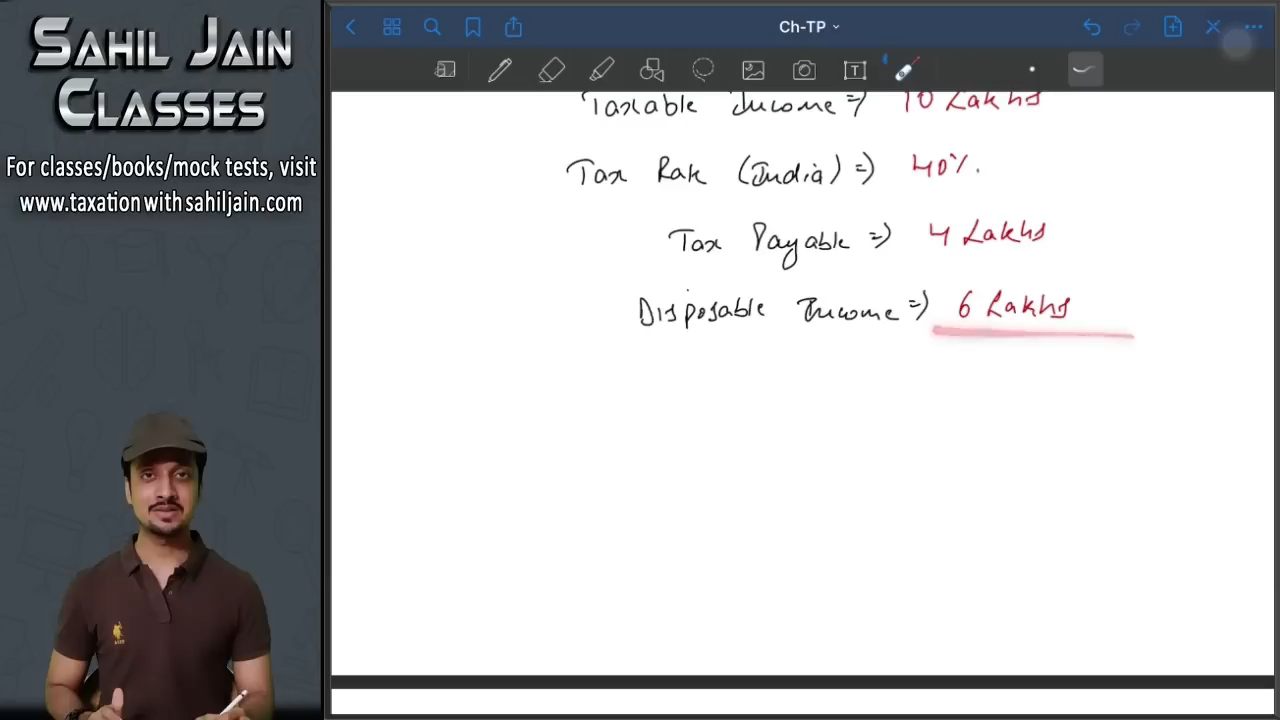 SAHIL JAIN
CLASSES
For classes/books/mock tests, visit
www.taxationwithsahiljain.com
Ch-TP
T
Taxable Income => 10 Lakhs
Tax Rate (India) => 40%.
Tax Payable => 4 Lakhs
Disposable Income => 6 Lakhs